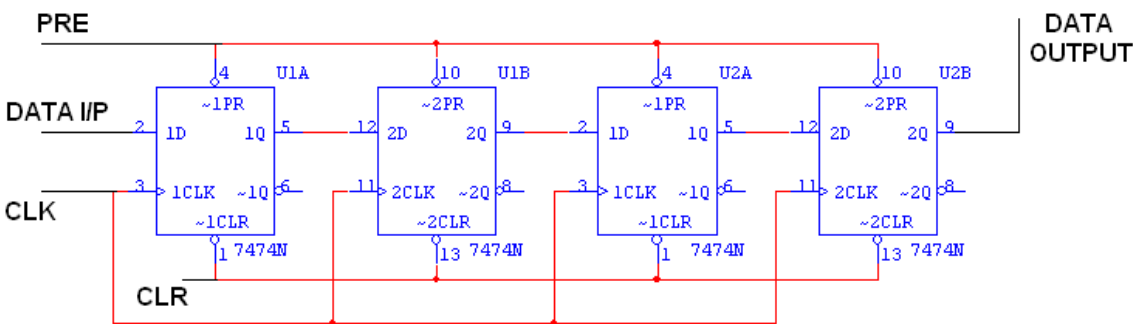 PRE
DATA
OUTPUT
4 U1A
10 U1B
4 U2A
10 U2B
~1PR
~2PR
~1PR
~2PR
DATA I/P
2 1D 1Q 5
12 2D 2Q 9
2 1D 1Q 5
12 2D 2Q 9
CLK
3 1CLK ~1Q 6
11 2CLK ~2Q 8
3 1CLK ~1Q 6
11 2CLK ~2Q 8
~1CLR
~2CLR
~1CLR
~2CLR
1 7474N
13 7474N
1 7474N
13 7474N
CLR